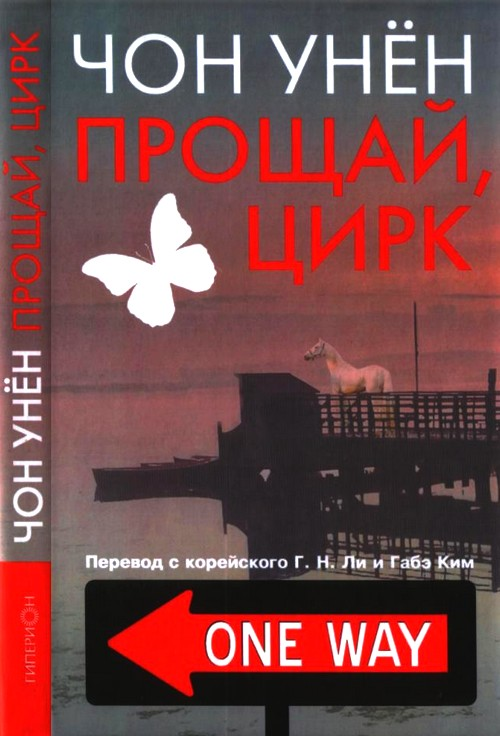 ЧОН УНЁН
ПРОЩАЙ,
ЦИРК
Перевод с корейского Г. Н. Ли и Габэ Ким
ONE WAY
ЧОН УНЁН ПРОЩАЙ, ЦИРК
ГИПЕРИОН